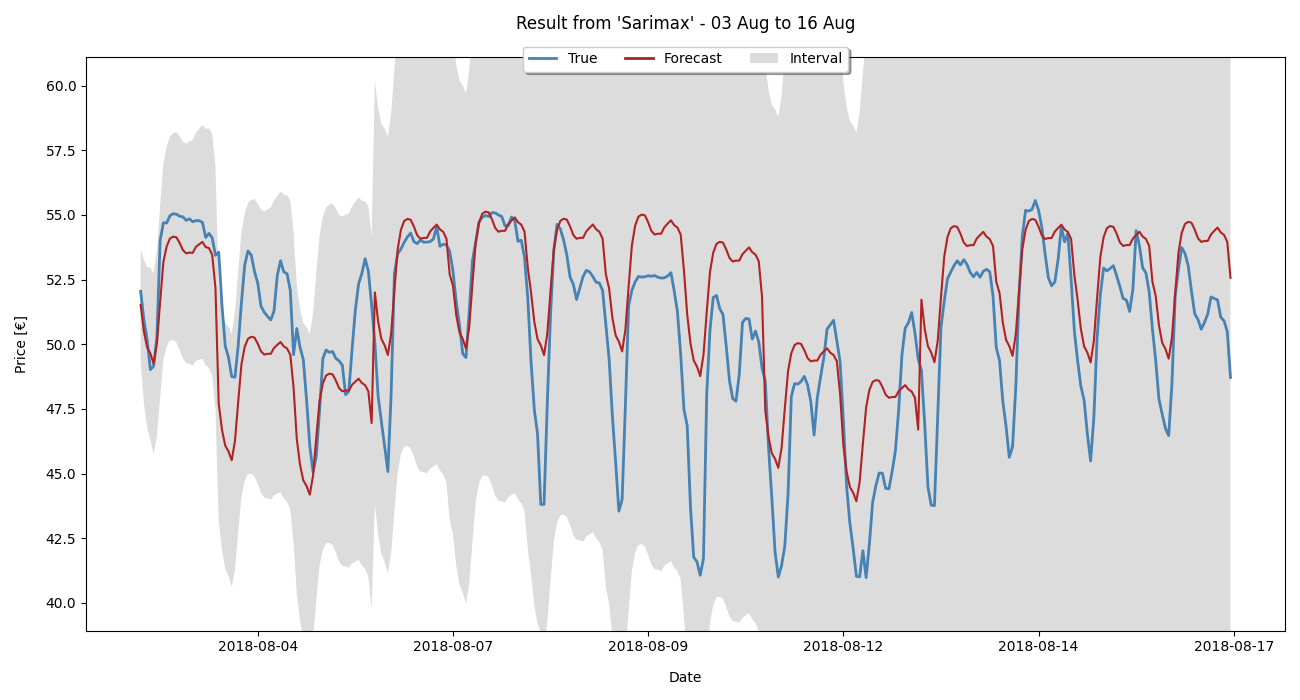 Result from 'Sarimax' - 03 Aug to 16 Aug
True Forecast Interval
60.0
57.5
55.0
52.5
50.0
47.5
45.0
42.5
40.0
Price [€]
2018-08-04 2018-08-07 2018-08-09 2018-08-12 2018-08-14 2018-08-17
Date